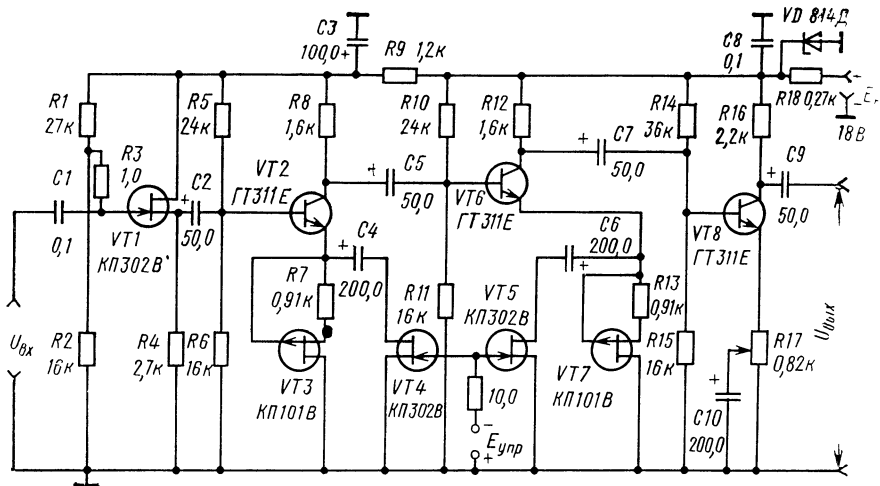 C3
100,0+
R9 1,2к
C8
0,1
VD 814Д
R1
27к
R3
1,0
R5
24к
R8
1,6к
R10
24к
R12
1,6к
C7
+
50,0
R14
36к
R16
2,2к
R18 0,27к
+
–
18В
C1
0,1
VT1
КП302В
+
C2
50,0
VT2
ГТ311Е
+
C5
50,0
VT6
ГТ311Е
VT8
ГТ311Е
+
C9
50,0
+
C4
200,0
R7
0,91к
R11
16к
VT5
КП302В
C6
200,0
+
R13
0,91к
Uвх
R2
16к
R4
2,7к
R6
16к
VT3
КП101В
VT4
КП302В
10,0
VT7
КП101В
R15
16к
R17
0,82к
+
C10
200,0
Uвых
–
Eупр
+